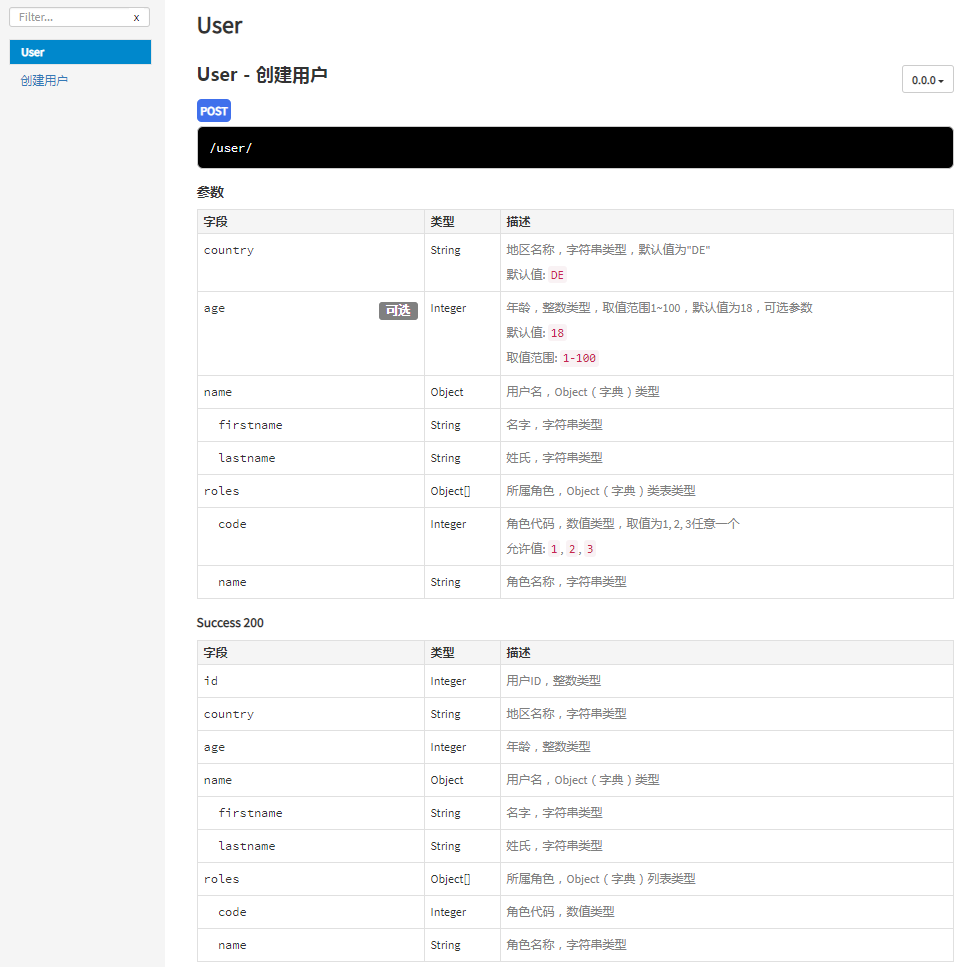 Filter...
x
User
创建用户
User
User - 创建用户
0.0.0
POST
/user/
参数
字段 类型 描述
country String 地区名称，字符串类型，默认值为"DE"
默认值: DE
age 可选 Integer 年龄，整数类型，取值范围1~100，默认值为18，可选参数
默认值: 18
取值范围: 1-100
name Object 用户名，Object（字典）类型
firstname String 名字，字符串类型
lastname String 姓氏，字符串类型
roles Object[] 所属角色，Object（字典）类表类型
code Integer 角色代码，数值类型，取值为1,2,3任意一个
允许值: 1 , 2 , 3
name String 角色名称，字符串类型
Success 200
字段 类型 描述
id Integer 用户ID，整数类型
country String 地区名称，字符串类型
age Integer 年龄，整数类型
name Object 用户名，Object（字典）类型
firstname String 名字，字符串类型
lastname String 姓氏，字符串类型
roles Object[] 所属角色，Object（字典）列表类型
code Integer 角色代码，数值类型
name String 角色名称，字符串类型